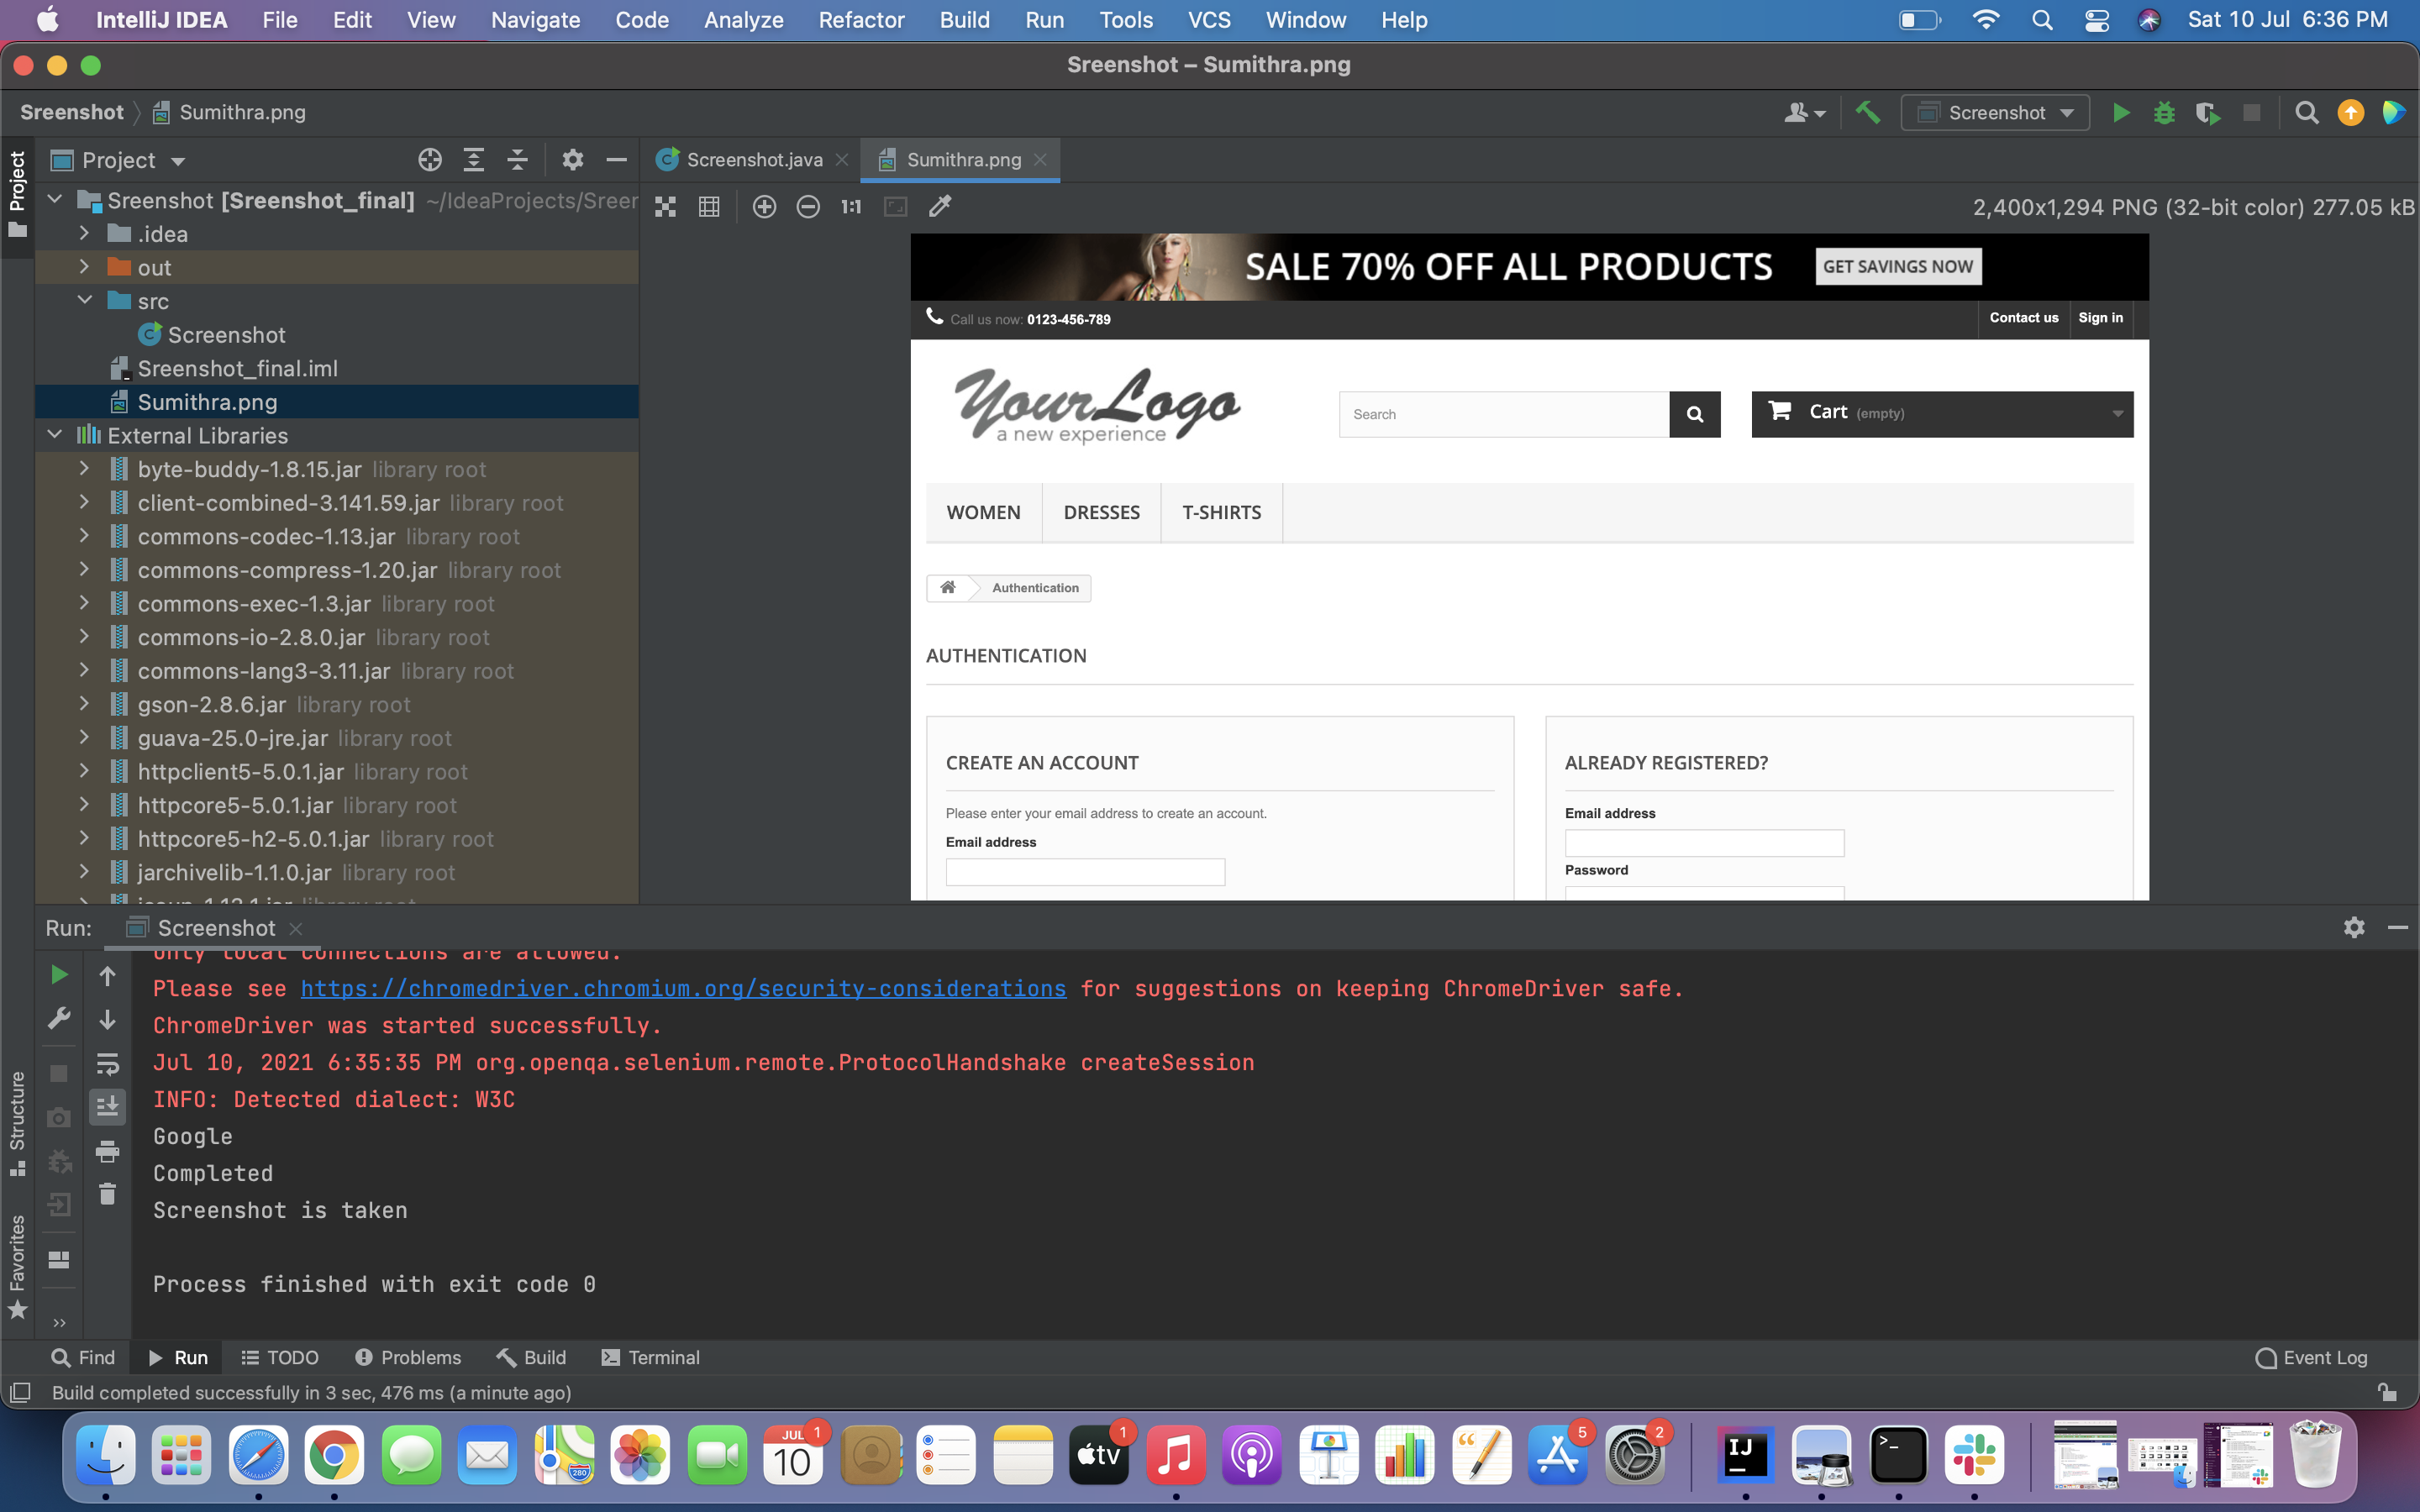 IntelliJ IDEA File Edit View Navigate Code Analyze Refactor Build Run Tools VCS Window Help Sat 10 Jul 6:36 PM
Sreenshot – Sumithra.png
Sreenshot Sumithra.png Screenshot
Project
Project
Screenshot.java Sumithra.png
Sreenshot [Sreenshot_final] ~/IdeaProjects/Sreen
1:1
2,400x1,294 PNG (32-bit color) 277.05 kB
.idea
out
src
Screenshot
Sreenshot_final.iml
Sumithra.png
External Libraries
byte-buddy-1.8.15.jar library root
client-combined-3.141.59.jar library root
commons-codec-1.13.jar library root
commons-compress-1.20.jar library root
commons-exec-1.3.jar library root
commons-io-2.8.0.jar library root
commons-lang3-3.11.jar library root
gson-2.8.6.jar library root
guava-25.0-jre.jar library root
httpclient5-5.0.1.jar library root
httpcore5-5.0.1.jar library root
httpcore5-h2-5.0.1.jar library root
jarchivelib-1.1.0.jar library root
SALE 70% OFF ALL PRODUCTS GET SAVINGS NOW
Call us now: 0123-456-789 Contact us Sign in
YourLogo
a new experience
Search
Cart (empty)
WOMEN DRESSES T-SHIRTS
Authentication
AUTHENTICATION
CREATE AN ACCOUNT
Please enter your email address to create an account.
Email address
ALREADY REGISTERED?
Email address
Password
Run: Screenshot
Only local connections are allowed.
Please see https://chromedriver.chromium.org/security-considerations for suggestions on keeping ChromeDriver safe.
ChromeDriver was started successfully.
Jul 10, 2021 6:35:35 PM org.openqa.selenium.remote.ProtocolHandshake createSession
INFO: Detected dialect: W3C
Google
Completed
Screenshot is taken
Process finished with exit code 0
Structure
Favorites
Find Run TODO Problems Build Terminal Event Log
Build completed successfully in 3 sec, 476 ms (a minute ago)
280
JUL
10
1
tv
1
5
2
IJ